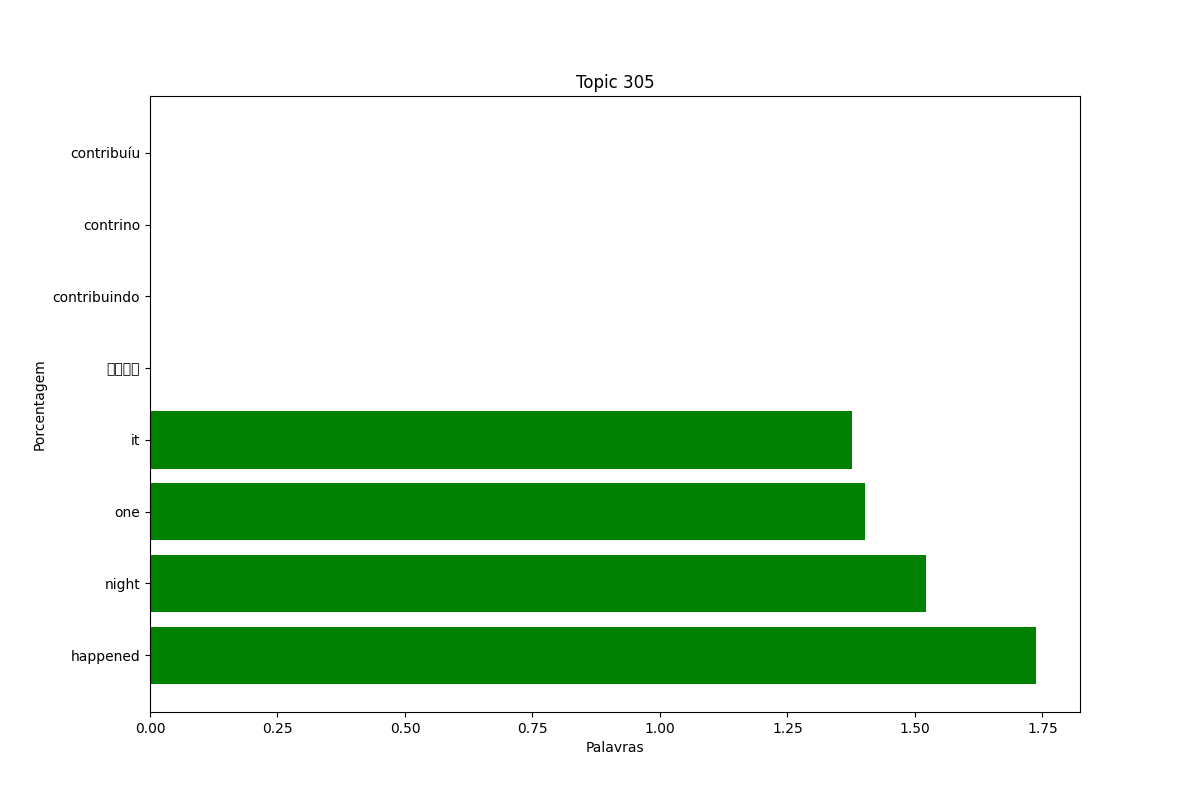 Topic 305
contribuíu
contrino
contribuindo
it
one
night
happened
Porcentagem
0.00 0.25 0.50 0.75 1.00 1.25 1.50 1.75
Palavras